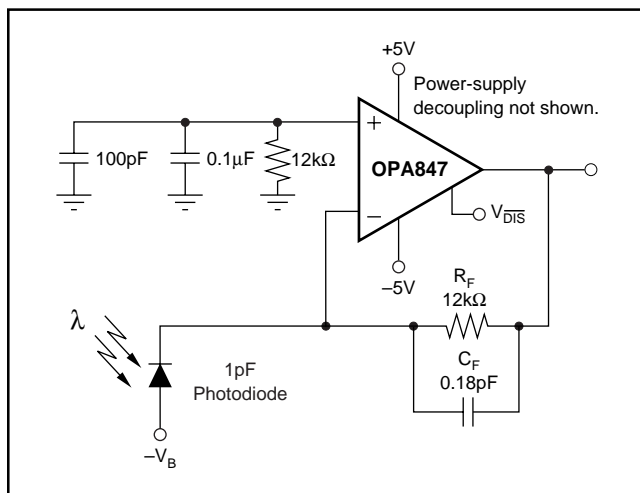 +5V
Power-supply
decoupling not shown.
+
100pF
0.1µF
12kΩ
OPA847
V_DIS
–
–5V
R_F
12kΩ
λ
C_F
0.18pF
1pF
Photodiode
–V_B